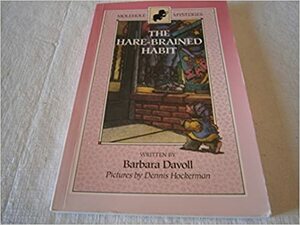 MOLEHOLE MYSTERIES
THE
HARE-BRAINED
HABIT
WRITTEN BY
Barbara Davoll
Pictures by Dennis Hockerman